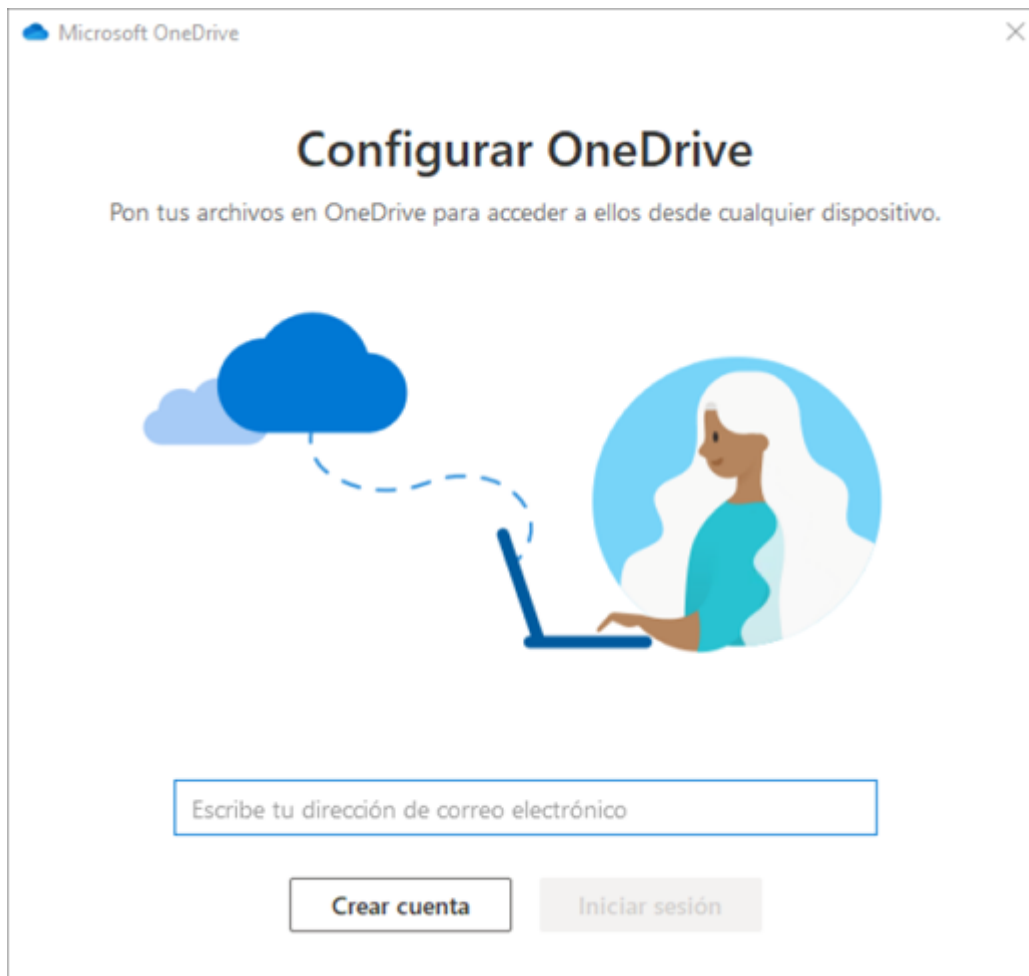 Microsoft OneDrive
Configurar OneDrive
Pon tus archivos en OneDrive para acceder a ellos desde cualquier dispositivo.
Escribe tu dirección de correo electrónico
Crear cuenta
Iniciar sesión